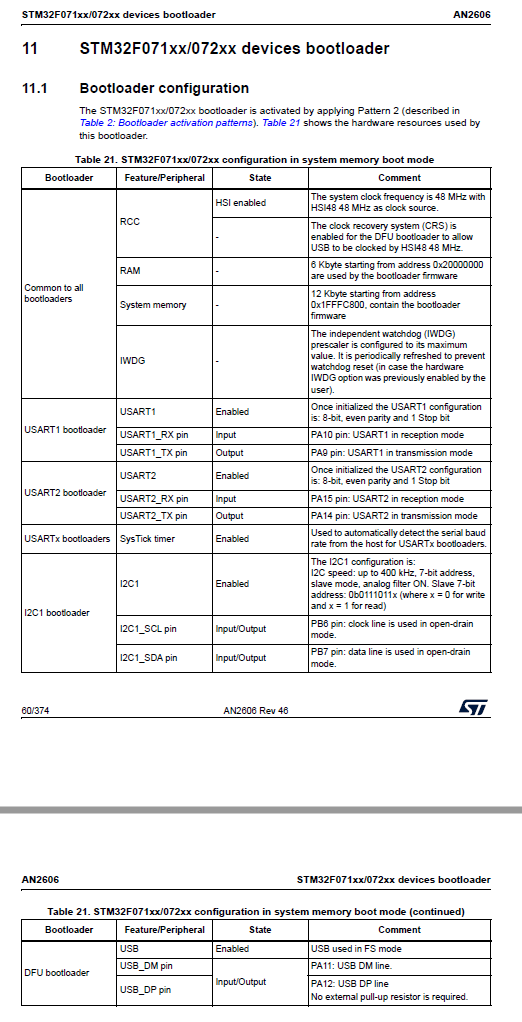 STM32F071xx/072xx devices bootloader AN2606
11 STM32F071xx/072xx devices bootloader
11.1 Bootloader configuration
The STM32F071xx/072xx bootloader is activated by applying Pattern 2 (described in
Table 2: Bootloader activation patterns). Table 21 shows the hardware resources used by
this bootloader.
Table 21. STM32F071xx/072xx configuration in system memory boot mode
Bootloader Feature/Peripheral State Comment
Common to all
bootloaders
RCC
HSI enabled
The system clock frequency is 48 MHz with
HSI48 48 MHz as clock source.
-
The clock recovery system (CRS) is
enabled for the DFU bootloader to allow
USB to be clocked by HSI48 48 MHz.
RAM
-
6 Kbyte starting from address 0x20000000
are used by the bootloader firmware
System memory
-
12 Kbyte starting from address
0x1FFFC800, contain the bootloader
firmware
IWDG
-
The independent watchdog (IWDG)
prescaler is configured to its maximum
value. It is periodically refreshed to prevent
watchdog reset (in case the hardware
IWDG option was previously enabled by the
user).
USART1 bootloader
USART1
Enabled
Once initialized the USART1 configuration
is: 8-bit, even parity and 1 Stop bit
USART1_RX pin Input PA10 pin: USART1 in reception mode
USART1_TX pin Output PA9 pin: USART1 in transmission mode
USART2 bootloader
USART2
Enabled
Once initialized the USART2 configuration
is: 8-bit, even parity and 1 Stop bit
USART2_RX pin Input PA15 pin: USART2 in reception mode
USART2_TX pin Output PA14 pin: USART2 in transmission mode
USARTx bootloaders SysTick timer Enabled
Used to automatically detect the serial baud
rate from the host for USARTx bootloaders.
I2C1 bootloader
I2C1
Enabled
The I2C1 configuration is:
I2C speed: up to 400 kHz, 7-bit address,
slave mode, analog filter ON. Slave 7-bit
address: 0b0111011x (where x = 0 for write
and x = 1 for read)
I2C1_SCL pin Input/Output
PB6 pin: clock line is used in open-drain
mode.
I2C1_SDA pin Input/Output
PB7 pin: data line is used in open-drain
mode.
60/374 AN2606 Rev 46 ST
AN2606 STM32F071xx/072xx devices bootloader
Table 21. STM32F071xx/072xx configuration in system memory boot mode (continued)
Bootloader Feature/Peripheral State Comment
DFU bootloader
USB Enabled USB used in FS mode
USB_DM pin
Input/Output
PA11: USB DM line.
USB_DP pin
PA12: USB DP line
No external pull-up resistor is required.